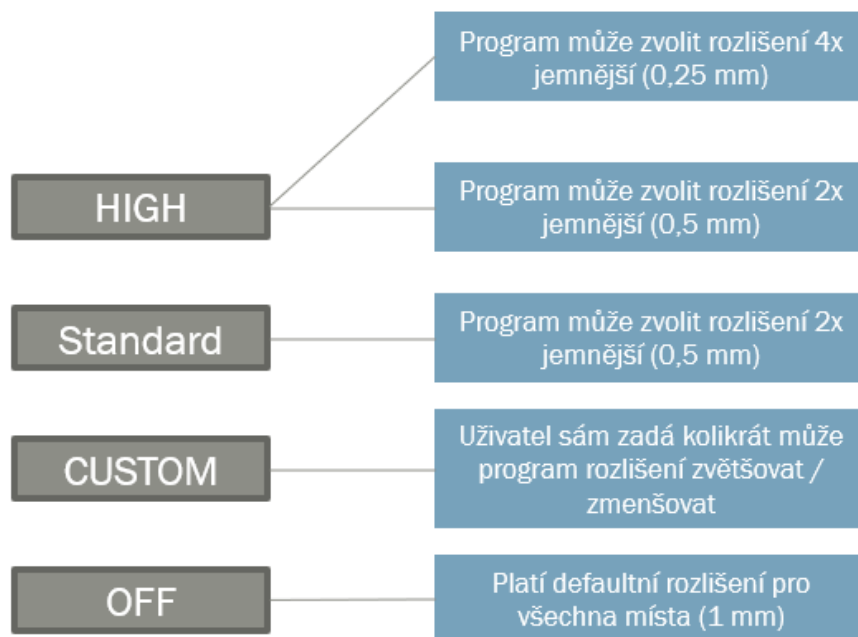 Program může zvolit rozlišení 4x
jemnější (0,25 mm)
HIGH
Program může zvolit rozlišení 2x
jemnější (0,5 mm)
Standard
Program může zvolit rozlišení 2x
jemnější (0,5 mm)
CUSTOM
Uživatel sám zadá kolikrát může
program rozlišení zvětšovat /
zmenšovat
OFF
Platí defaultní rozlišení pro
všechna místa (1 mm)